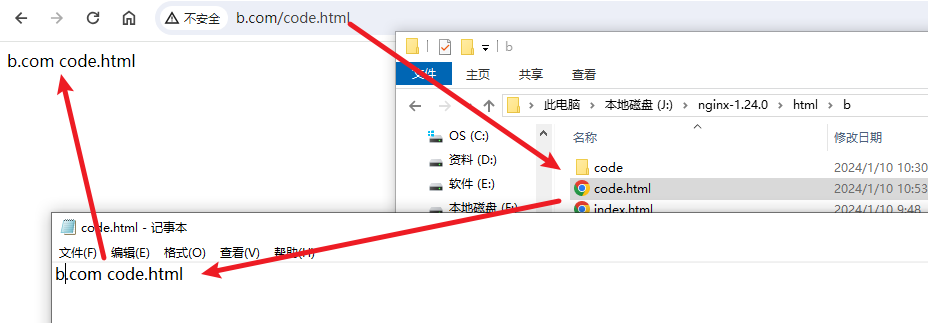 不安全 b.com/code.html
b.com code.html
b
文件 主页 共享 查看
此电脑 本地磁盘 (J:) nginx-1.24.0 html b
OS (C:)
资料 (D:)
软件 (E:)
本地磁盘 (F:)
名称 修改日期
code 2024/1/10 10:30
code.html 2024/1/10 10:53
index.html 2024/1/10 9:48
code.html - 记事本
文件(F) 编辑(E) 格式(O) 查看(V) 帮助(H)
b.com code.html